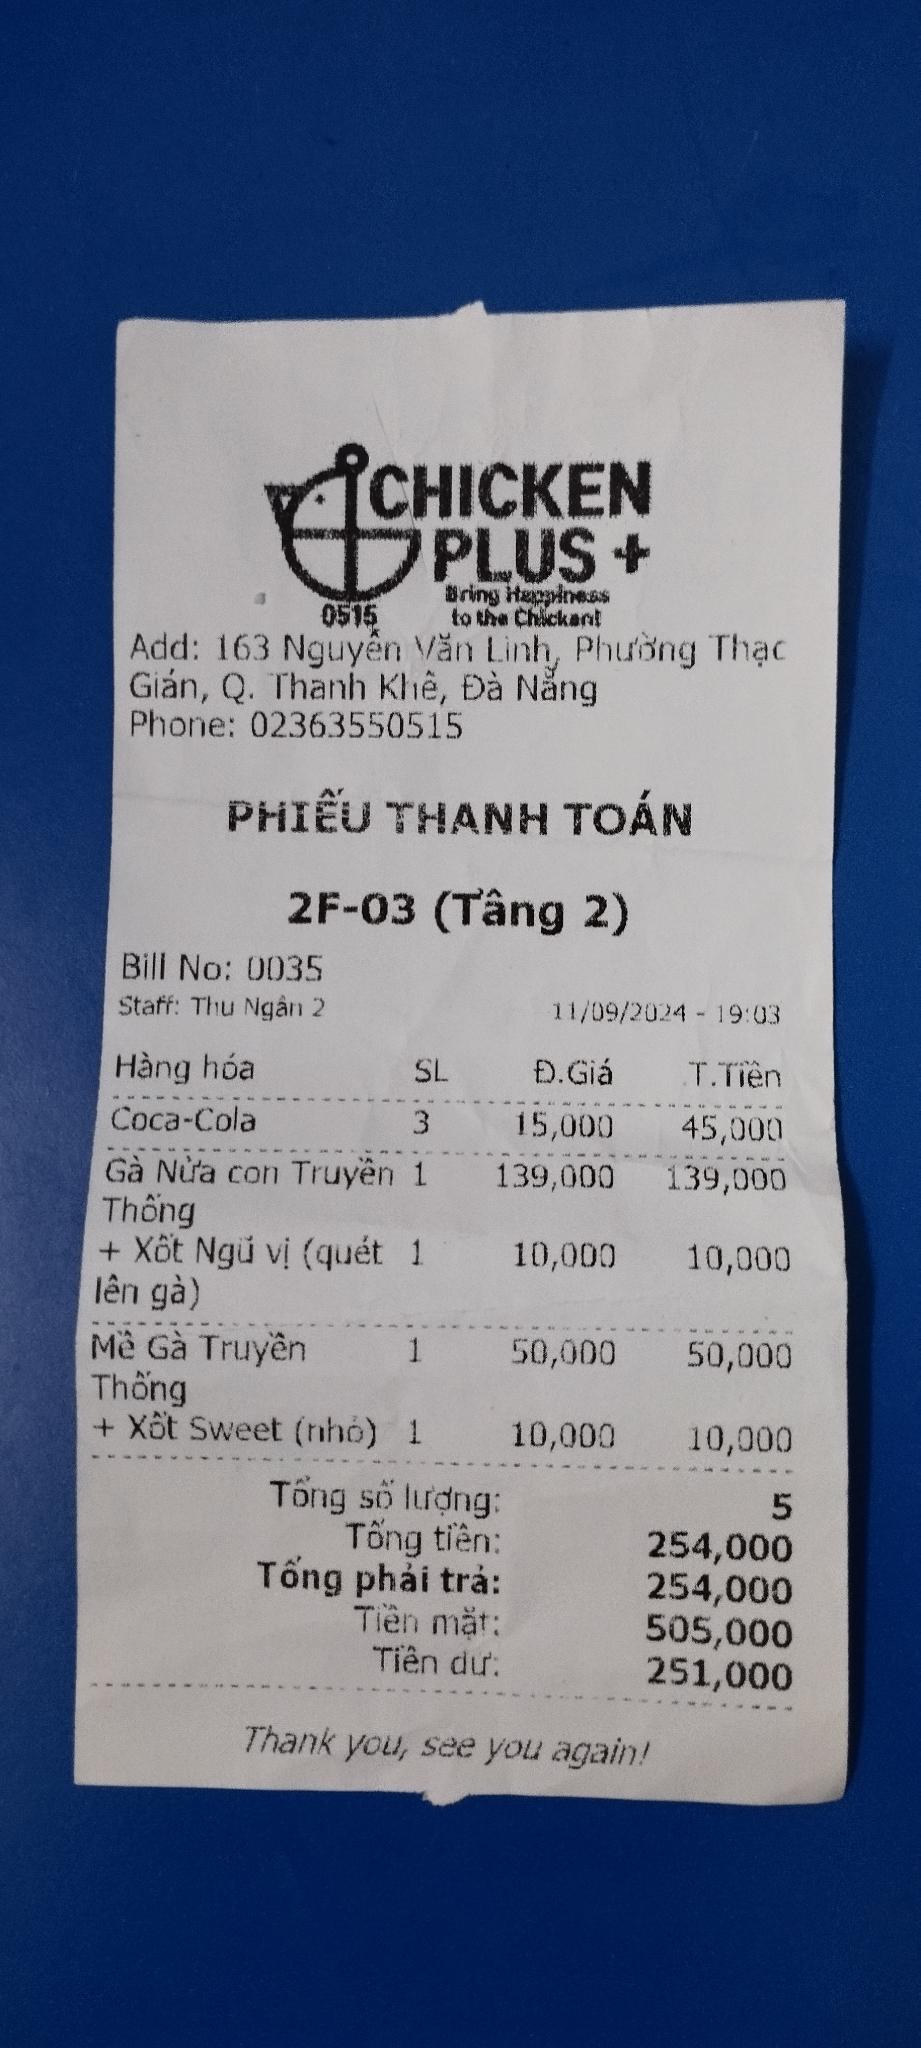 CHICKEN
PLUS +
Bring Happiness
to the Chicken!
0515
Add: 163 Nguyễn Văn Linh, Phường Thạc
Gián, Q. Thanh Khê, Đà Nẵng
Phone: 02363550515
PHIẾU THANH TOÁN
2F-03 (Tầng 2)
Bill No: 0035
Staff: Thu Ngân 2 11/09/2024 - 19:03
Hàng hóa SL Đ.Giá T.Tiền
Coca-Cola 3 15,000 45,000
Gà Nửa con Truyền 1 139,000 139,000
Thống
+ Xốt Ngũ vị (quét 1 10,000 10,000
lên gà)
Mề Gà Truyền 1 50,000 50,000
Thống
+ Xốt Sweet (nhỏ) 1 10,000 10,000
Tổng số lượng: 5
Tổng tiền: 254,000
Tổng phải trả: 254,000
Tiền mặt: 505,000
Tiền dư: 251,000
Thank you, see you again!